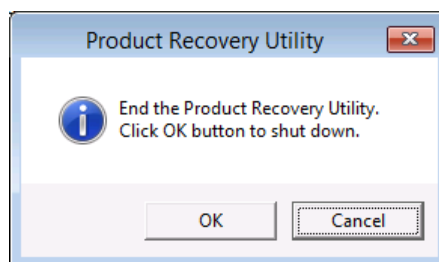 Product Recovery Utility
End the Product Recovery Utility.
Click OK button to shut down.
OK
Cancel